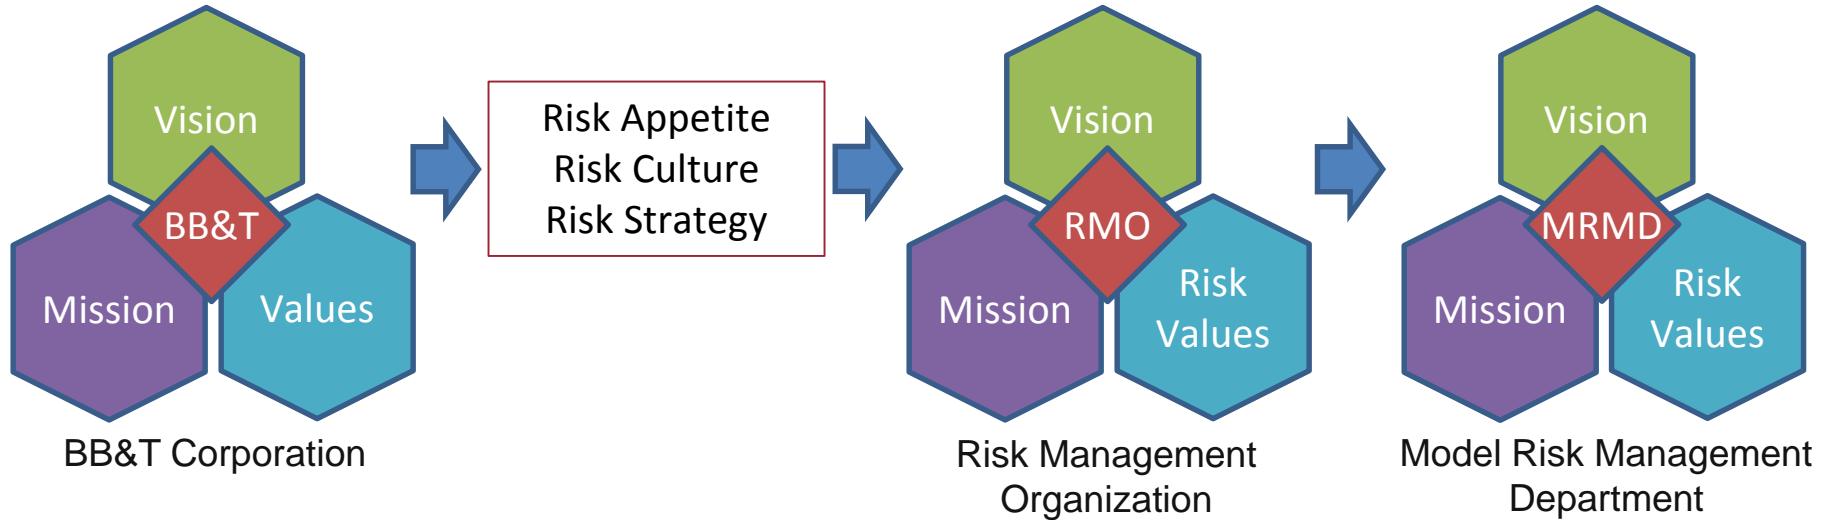 Vision
BB&T
Mission
Values
BB&T Corporation
Risk Appetite
Risk Culture
Risk Strategy
Vision
RMO
Mission
Risk
Values
Risk Management
Organization
Vision
MRMD
Mission
Risk
Values
Model Risk Management
Department